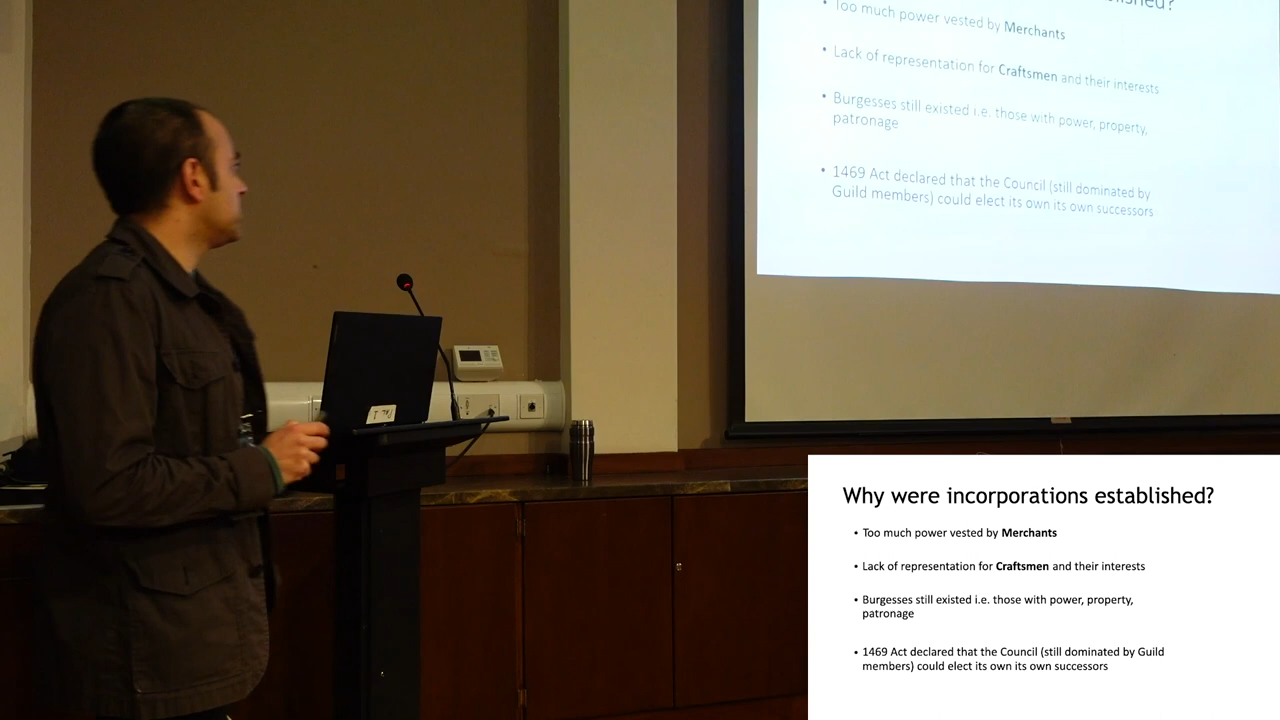 established?
• Too much power vested by Merchants
• Lack of representation for Craftsmen and their interests
• Burgesses still existed i.e. those with power, property,
patronage
• 1469 Act declared that the Council (still dominated by
Guild members) could elect its own its own successors
Why were incorporations established?
• Too much power vested by Merchants
• Lack of representation for Craftsmen and their interests
• Burgesses still existed i.e. those with power, property,
patronage
• 1469 Act declared that the Council (still dominated by Guild
members) could elect its own its own successors